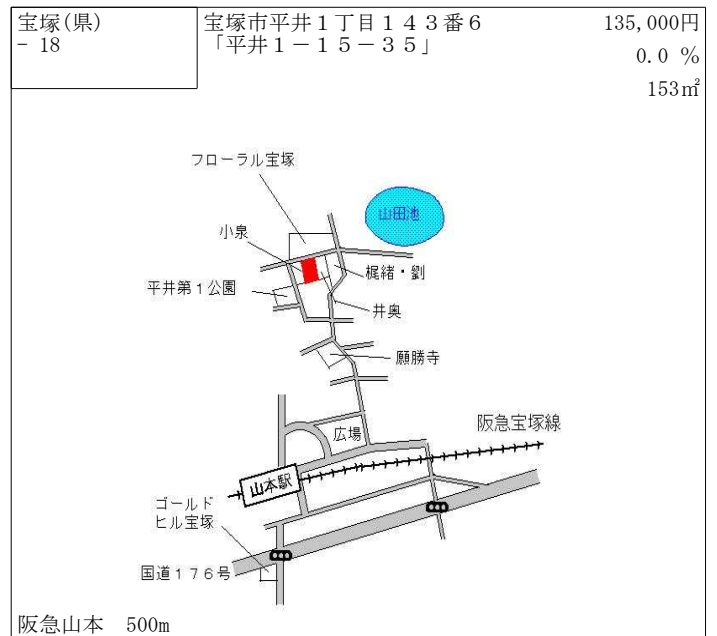 宝塚(県)
- 18
宝塚市平井１丁目１４３番６
「平井１－１５－３５」
135,000円
0.0 %
153㎡
フローラル宝塚
山田池
小泉
梶緒・劉
平井第１公園
井奥
願勝寺
広場
阪急宝塚線
山本駅
ゴールド
ヒル宝塚
国道１７６号
阪急山本　500m